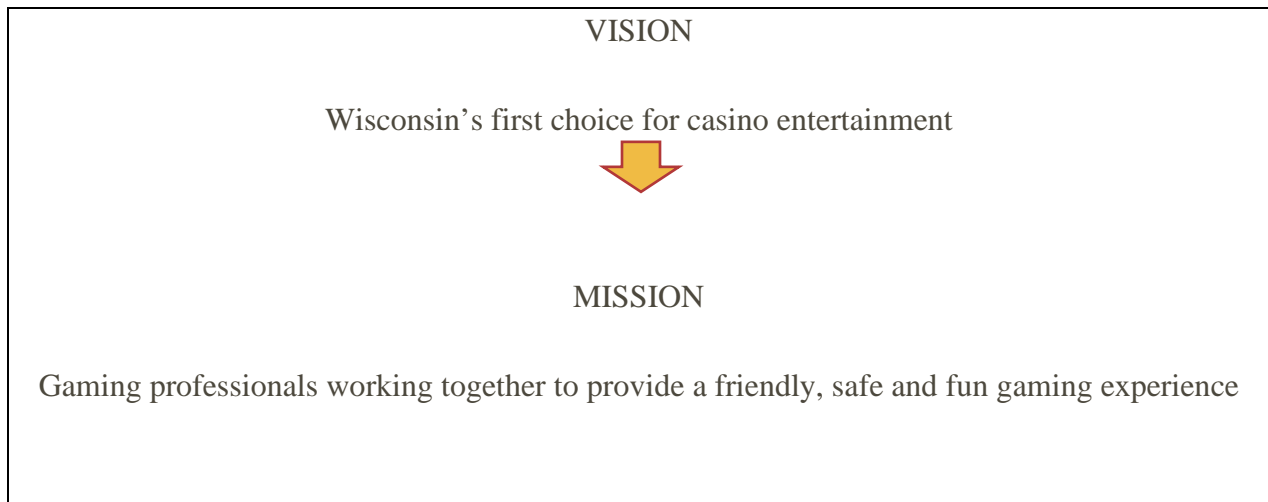 VISION
Wisconsin’s first choice for casino entertainment
MISSION
Gaming professionals working together to provide a friendly, safe and fun gaming experience